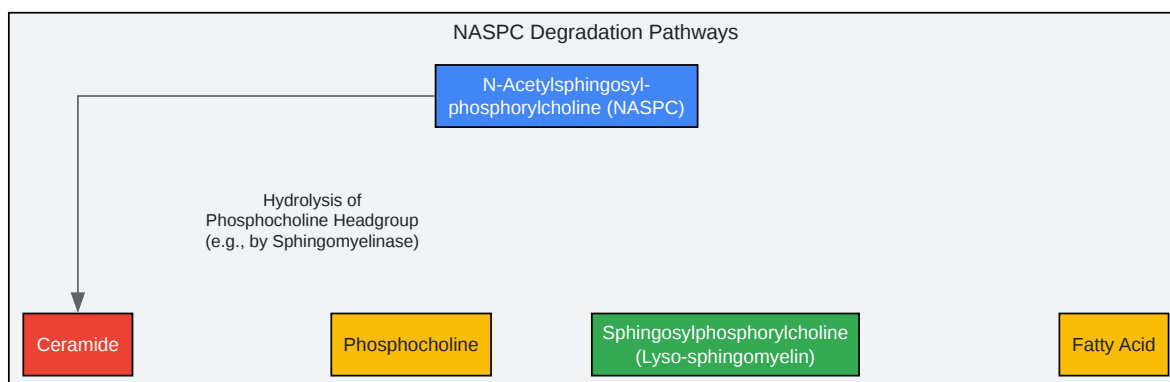 NASPC Degradation Pathways
N-Acetylsphingosyl-
phosphorylcholine (NASPC)
Hydrolysis of
Phosphocholine Headgroup
(e.g., by Sphingomyelinase)
Ceramide
Phosphocholine
Sphingosylphosphorylcholine
(Lyso-sphingomyelin)
Fatty Acid